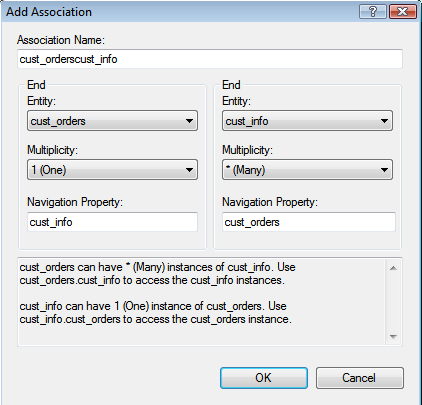 Add Association
Association Name:
cust_orderscust_info
End
Entity:
cust_orders
Multiplicity:
1 (One)
Navigation Property:
cust_info
End
Entity:
cust_info
Multiplicity:
* (Many)
Navigation Property:
cust_orders
cust_orders can have * (Many) instances of cust_info. Use
cust_orders.cust_info to access the cust_info instances.
cust_info can have 1 (One) instance of cust_orders. Use
cust_info.cust_orders to access the cust_orders instance.
OK
Cancel